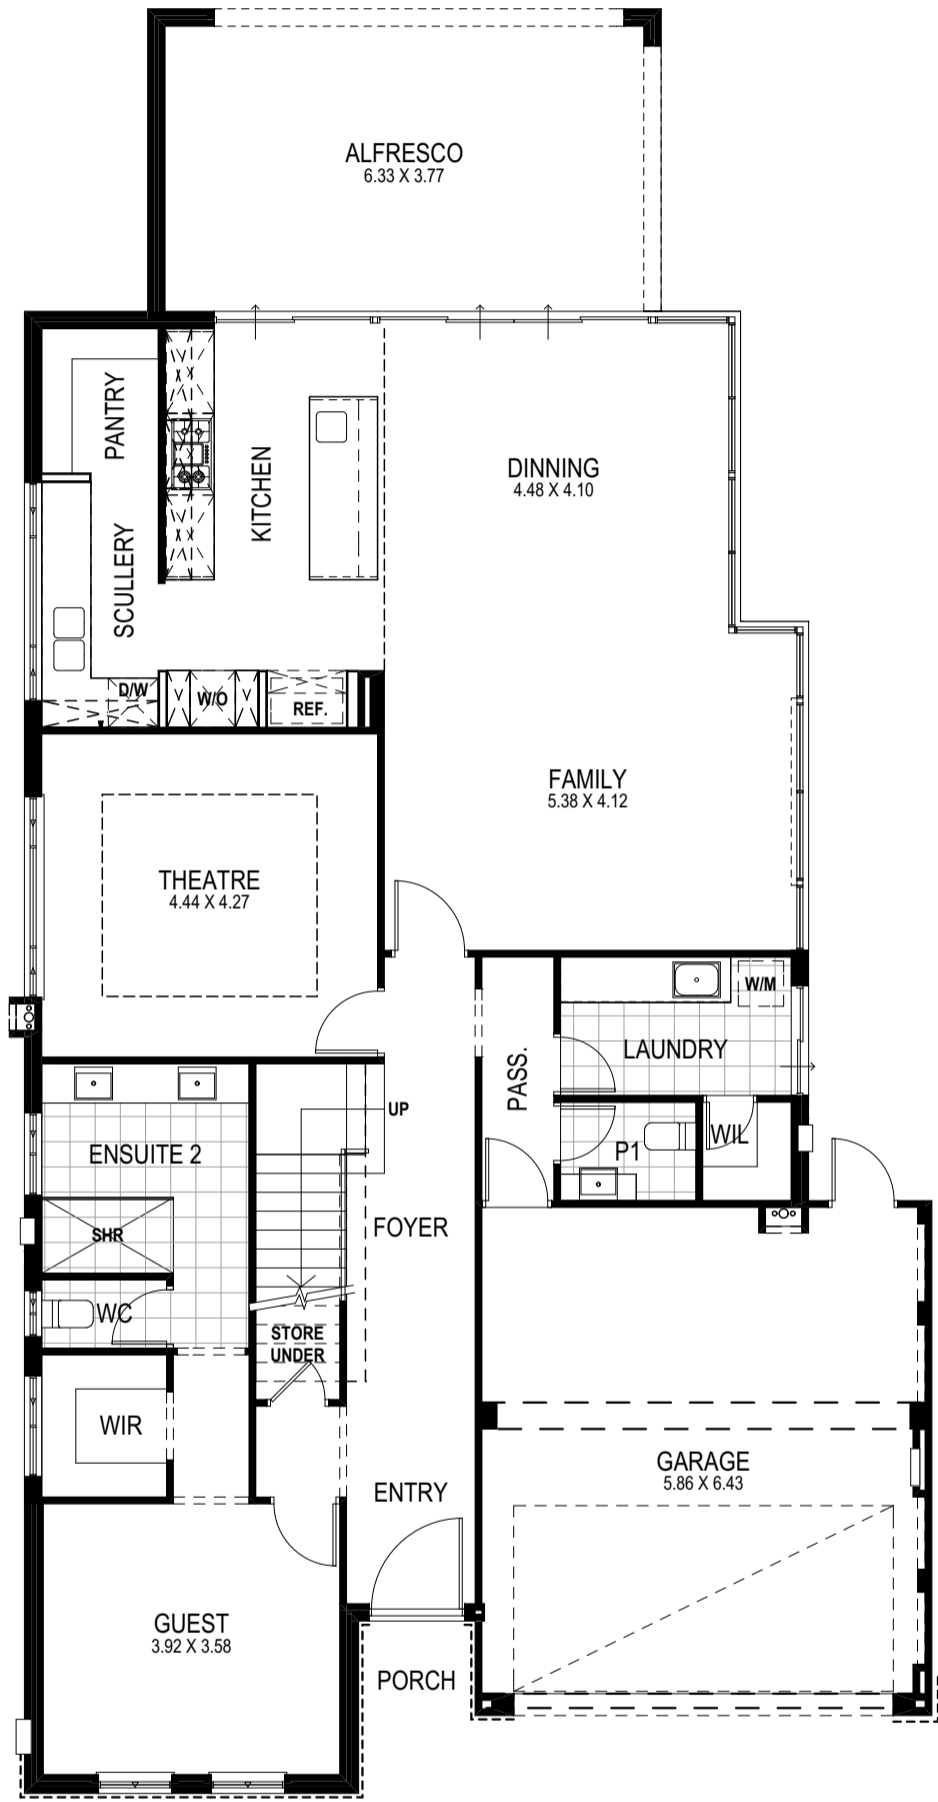 ALFRESCO
6.33 X 3.77
PANTRY
KITCHEN
DINNING
4.48 X 4.10
SCULLERY
D/W
W/O
REF.
FAMILY
5.38 X 4.12
THEATRE
4.44 X 4.27
W/M
LAUNDRY
PASS.
UP
ENSUITE 2
P1
WIL
FOYER
SHR
WC
STORE
UNDER
WIR
ENTRY
GARAGE
5.86 X 6.43
GUEST
3.92 X 3.58
PORCH